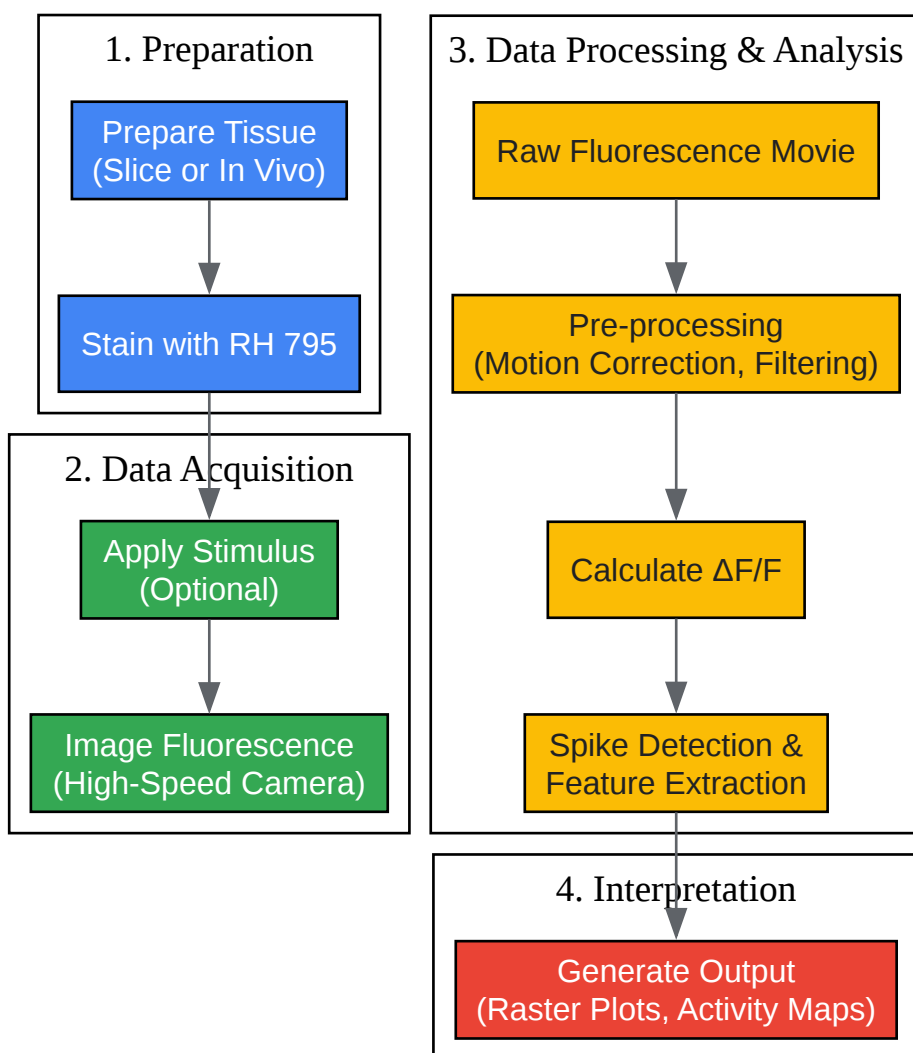 1. Preparation
Prepare Tissue
(Slice or In Vivo)
Stain with RH 795
2. Data Acquisition
Apply Stimulus
(Optional)
Image Fluorescence
(High-Speed Camera)
3. Data Processing & Analysis
Raw Fluorescence Movie
Pre-processing
(Motion Correction, Filtering)
Calculate ΔF/F
Spike Detection &
Feature Extraction
4. Interpretation
Generate Output
(Raster Plots, Activity Maps)